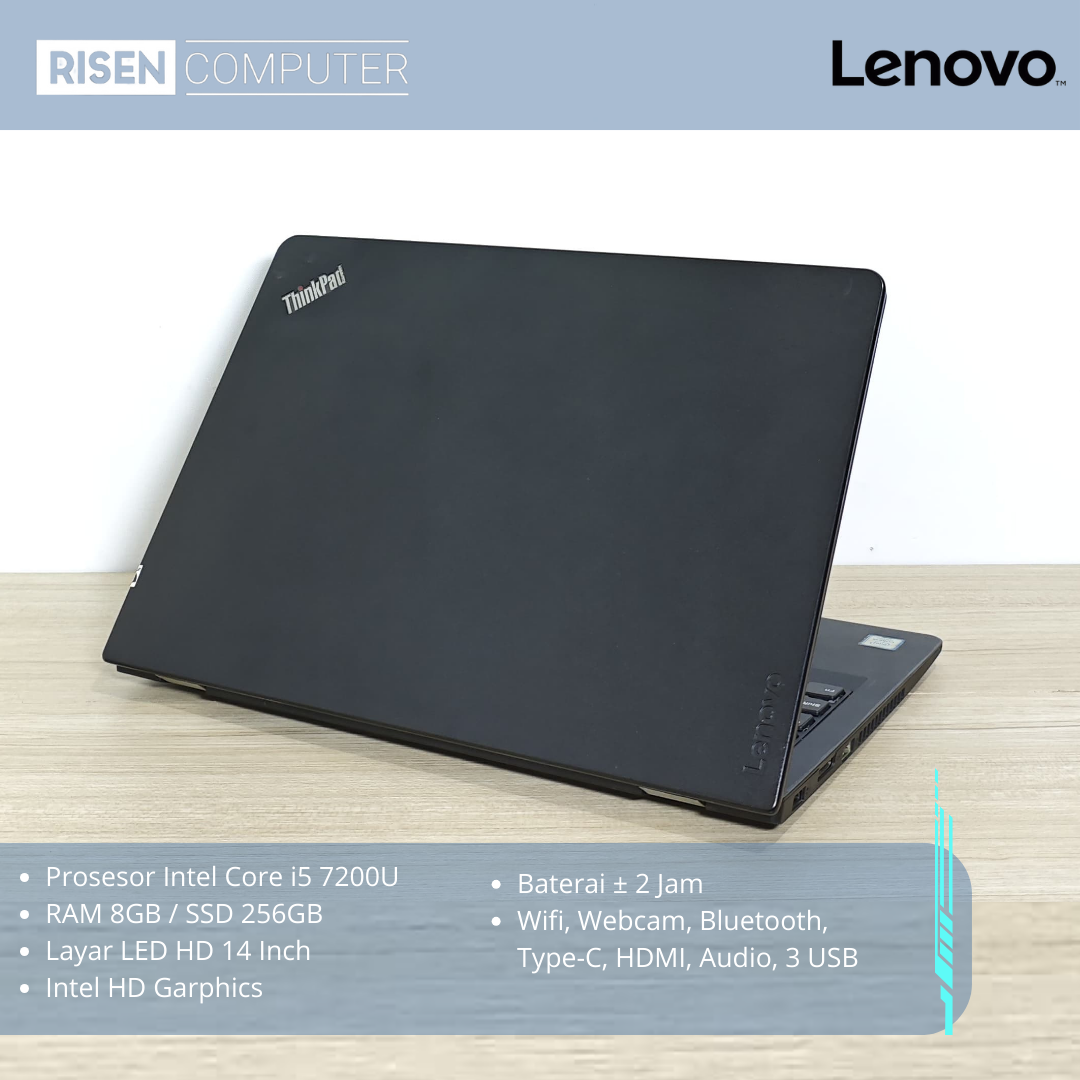 RISEN COMPUTER
Lenovo™
ThinkPad
Lenovo
• Prosesor Intel Core i5 7200U
• RAM 8GB / SSD 256GB
• Layar LED HD 14 Inch
• Intel HD Garphics
• Baterai ± 2 Jam
• Wifi, Webcam, Bluetooth,
Type-C, HDMI, Audio, 3 USB